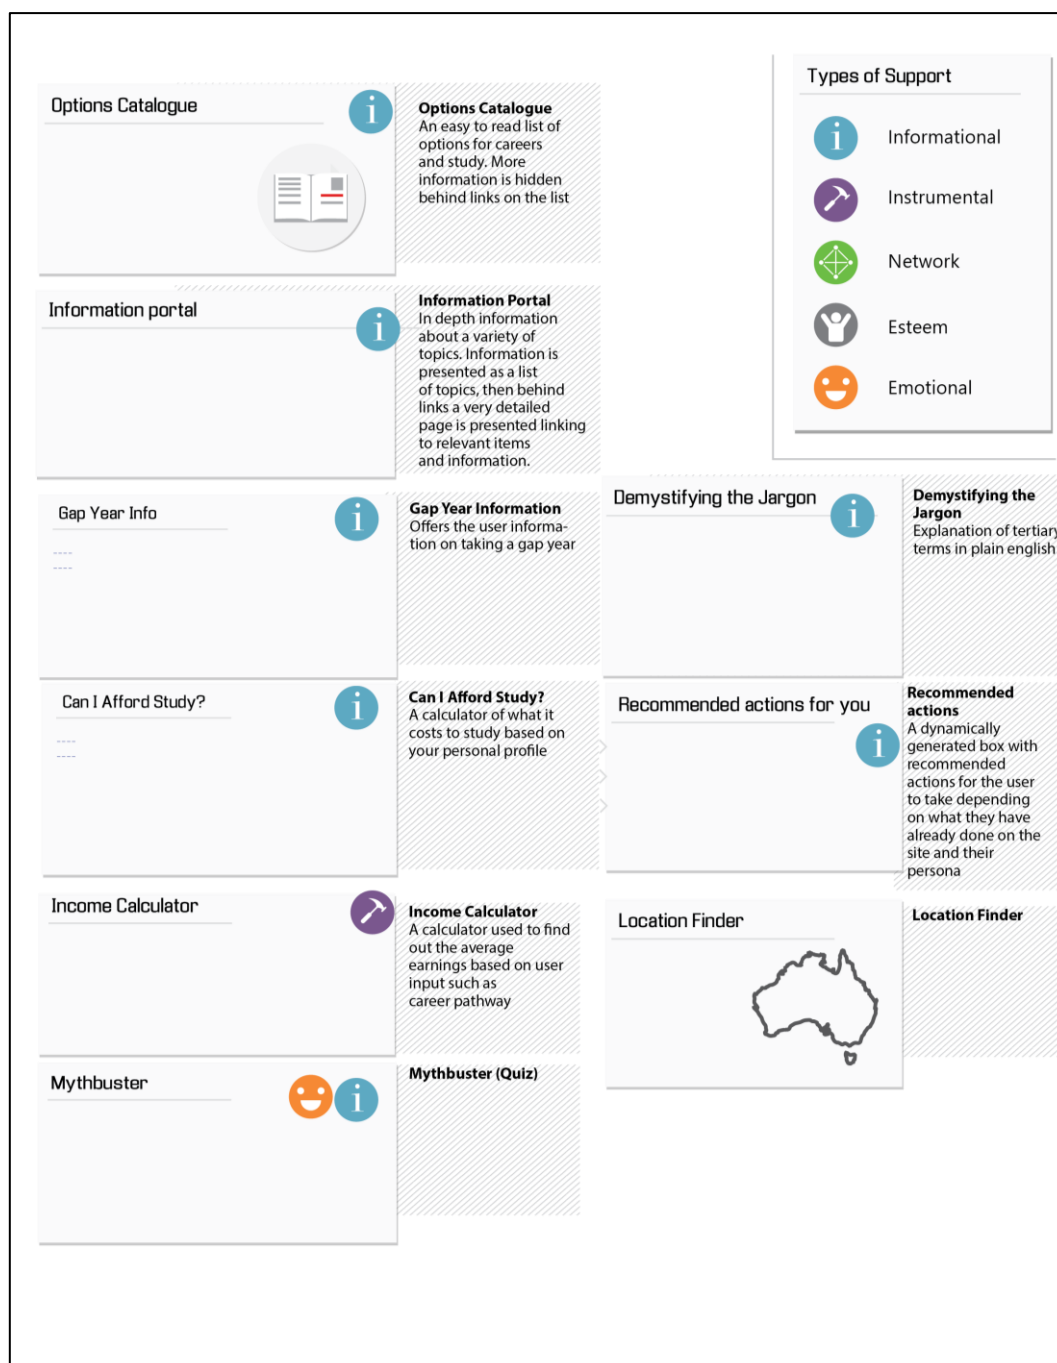 Options Catalogue
Options Catalogue
An easy to read list of
options for careers
and study. More
information is hidden
behind links on the list
Types of Support
Informational
Instrumental
Network
Esteem
Emotional
Information portal
Information Portal
In depth information
about a variety of
topics. Information is
presented as a list
of topics, then behind
links a very detailed
page is presented linking
to relevant items
and information.
Gap Year Info
----
----
Gap Year Information
Offers the user informa-
tion on taking a gap year
Demystifying the Jargon
Demystifying the
Jargon
Explanation of tertiary
terms in plain english
Can I Afford Study?
----
----
Can I Afford Study?
A calculator of what it
costs to study based on
your personal profile
Recommended actions for you
Recommended
actions
A dynamically
generated box with
recommended
actions for the user
to take depending
on what they have
already done on the
site and their
persona
Income Calculator
Income Calculator
A calculator used to find
out the average
earnings based on user
input such as
career pathway
Location Finder
Location Finder
Mythbuster
Mythbuster (Quiz)